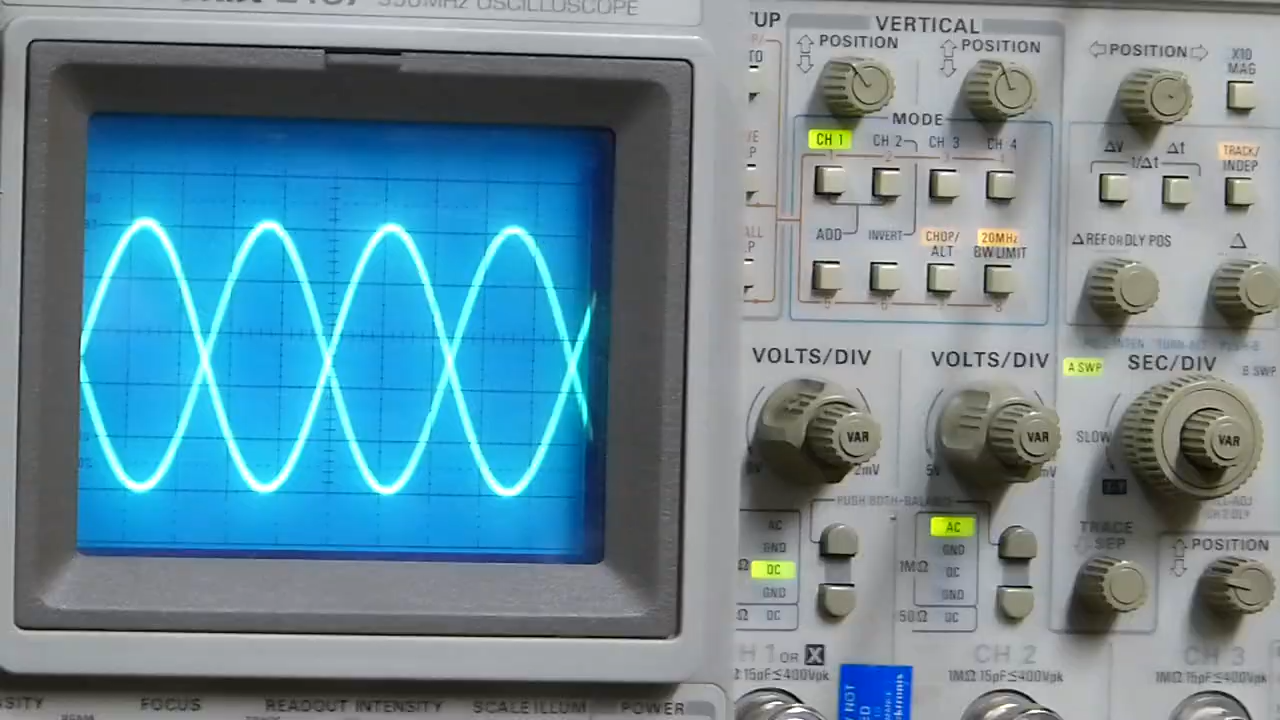 350MHz OSCILLOSCOPE
VERTICAL
POSITION
POSITION
POSITION
X10
MAG
MODE
CH 1
CH 2
CH 3
CH 4
ΔV
Δt
1/Δt
TRACK/
INDEP
ADD
INVERT
CHOP/
ALT
20MHz
BW LIMIT
Δ REF OR DLY POS
Δ
VOLTS/DIV
VOLTS/DIV
A SWP
SEC/DIV
B SWP
VAR
VAR
VAR
SLOW
2mV
5V
mV
PUSH BOTH-BALANCE
AC
GND
DC
GND
DC
AC
GND
1MΩ
DC
GND
50Ω
DC
TRACE
SEP
POSITION
OR X
CH 2
CH 3
15pF≤400Vpk
1MΩ 15pF≤400Vpk
1MΩ 15pF≤400Vpk
FOCUS
READOUT INTENSITY
SCALE ILLUM
POWER